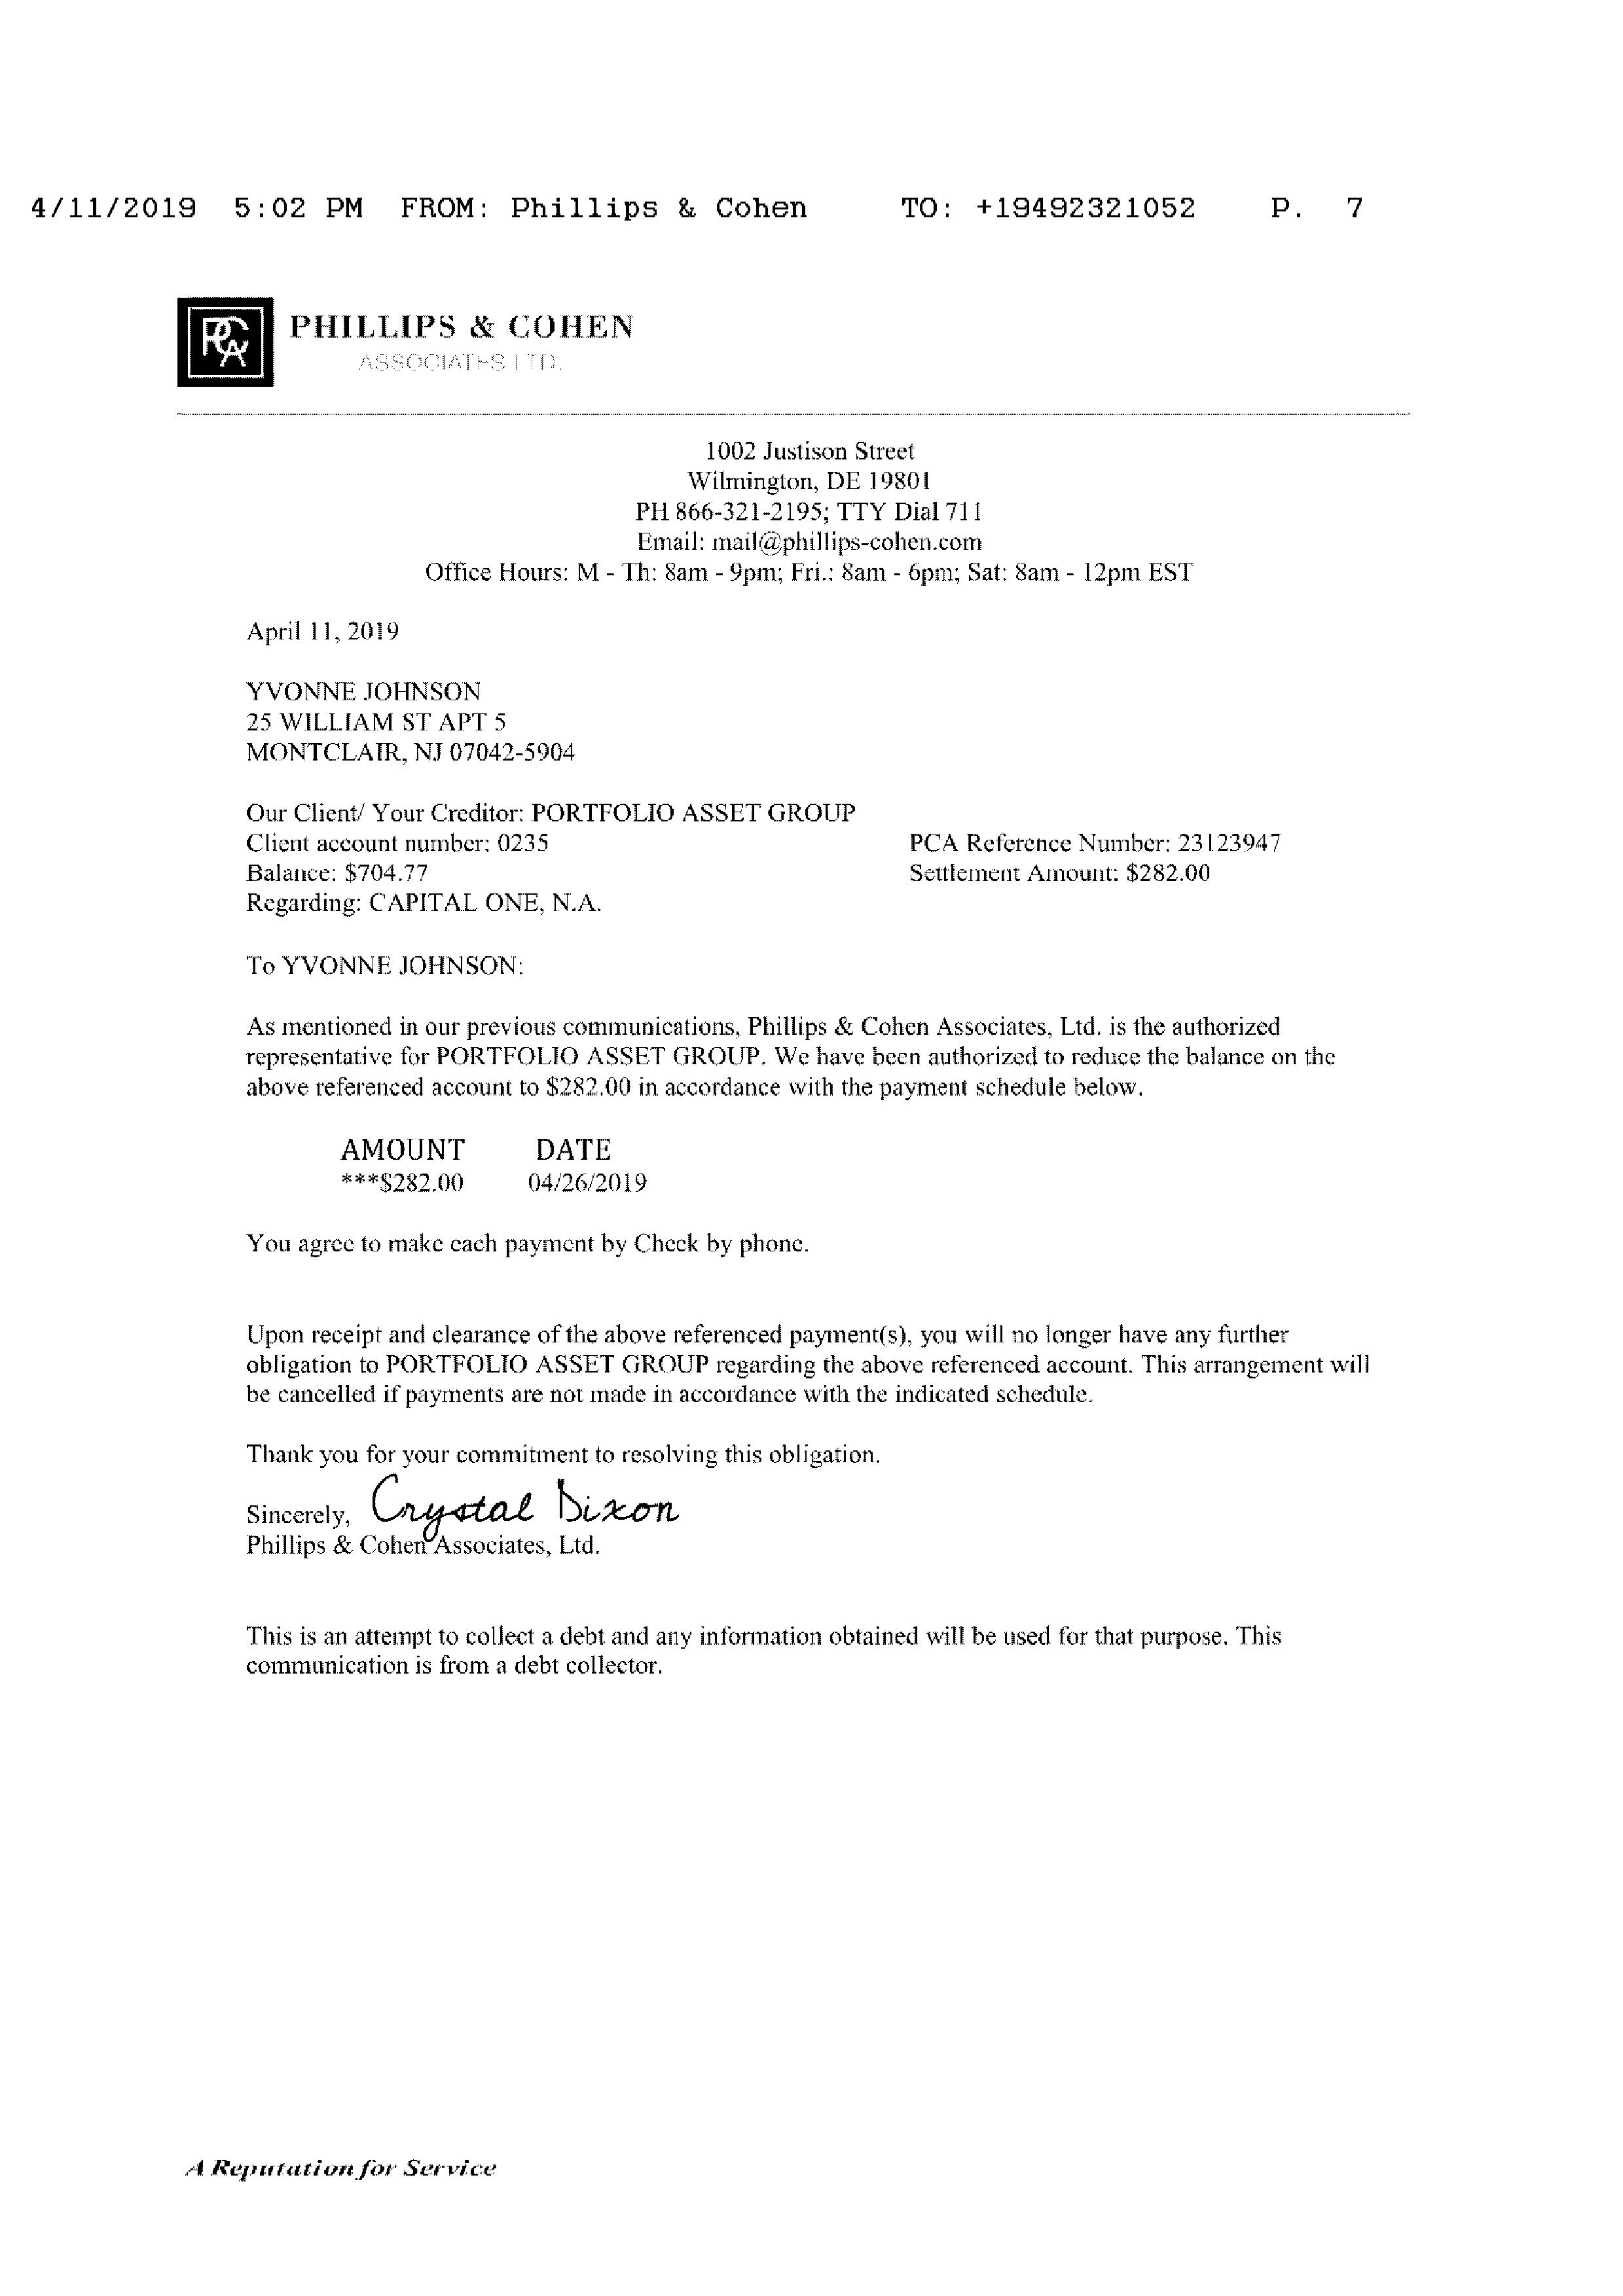 4/11/2019 5:02 PM FROM: Phillips & Cohen TO: +19492321052 P. 7
PCA
PHILLIPS & COHEN
ASSOCIATES LTD.
1002 Justison Street
Wilmington, DE 19801
PH 866-321-2195; TTY Dial 711
Email: mail@phillips-cohen.com
Office Hours: M - Th: 8am - 9pm; Fri.: 8am - 6pm; Sat: 8am - 12pm EST
April 11, 2019
YVONNE JOHNSON
25 WILLIAM ST APT 5
MONTCLAIR, NJ 07042-5904
Our Client/ Your Creditor: PORTFOLIO ASSET GROUP
Client account number: 0235 PCA Reference Number: 23123947
Balance: $704.77 Settlement Amount: $282.00
Regarding: CAPITAL ONE, N.A.
To YVONNE JOHNSON:
As mentioned in our previous communications, Phillips & Cohen Associates, Ltd. is the authorized
representative for PORTFOLIO ASSET GROUP. We have been authorized to reduce the balance on the
above referenced account to $282.00 in accordance with the payment schedule below.
AMOUNT DATE
***$282.00 04/26/2019
You agree to make each payment by Check by phone.
Upon receipt and clearance of the above referenced payment(s), you will no longer have any further
obligation to PORTFOLIO ASSET GROUP regarding the above referenced account. This arrangement will
be cancelled if payments are not made in accordance with the indicated schedule.
Thank you for your commitment to resolving this obligation.
Sincerely, Crystal Dixon
Phillips & Cohen Associates, Ltd.
This is an attempt to collect a debt and any information obtained will be used for that purpose. This
communication is from a debt collector.
A Reputation for Service